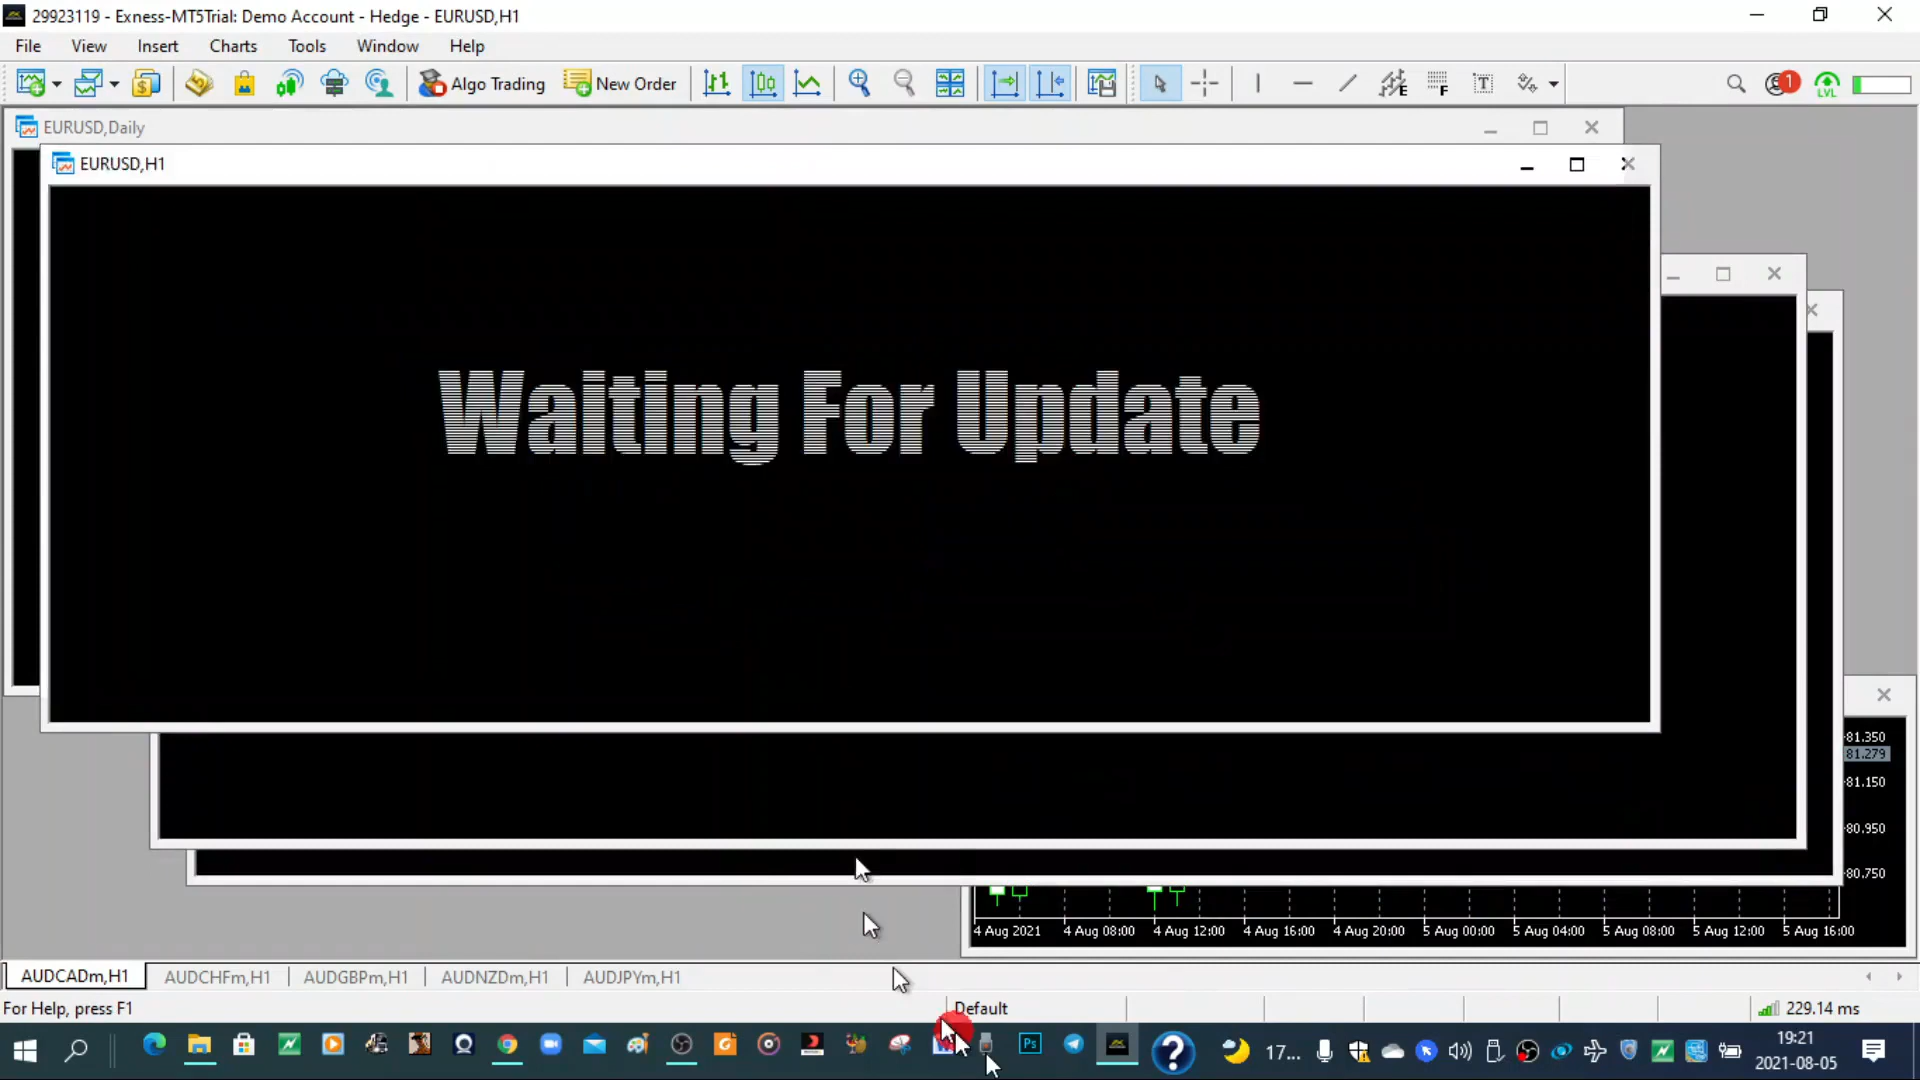 29923119 - Exness-MT5Trial: Demo Account - Hedge - EURUSD,H1
File View Insert Charts Tools Window Help
Algo Trading New Order
E F T 1 LVL
EURUSD,Daily
EURUSD,H1
Waiting For Update
81.350
81.279
81.150
80.950
80.750
4 Aug 2021 4 Aug 08:00 4 Aug 12:00 4 Aug 16:00 4 Aug 20:00 5 Aug 00:00 5 Aug 04:00 5 Aug 08:00 5 Aug 12:00 5 Aug 16:00
AUDCADm,H1 AUDCHFm,H1 AUDGBPm,H1 AUDNZDm,H1 AUDJPYm,H1
For Help, press F1 Default 229.14 ms
Ps ? 17... 19:21
2021-08-05